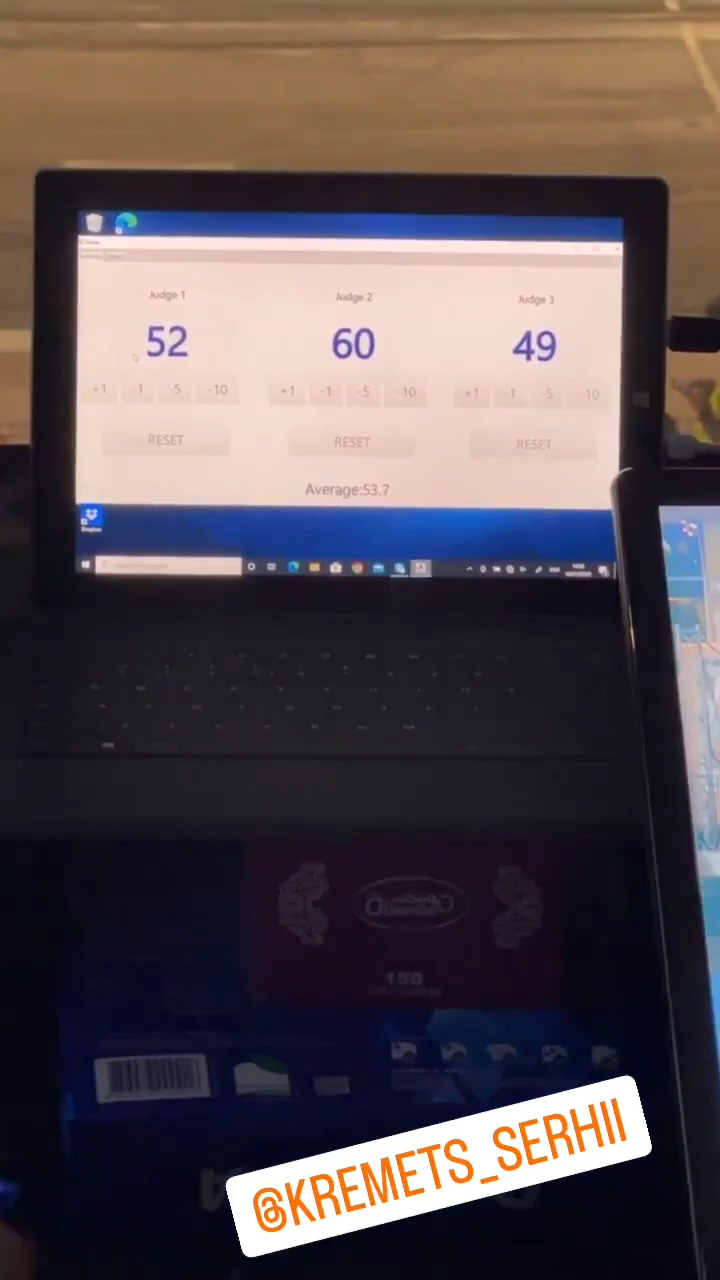 Judge 1
Judge 2
Judge 3
52
60
49
+1 -1 -5 -10
+1 -1 -5 -10
+1 -1 -5 -10
RESET
RESET
RESET
Average:53.7
Dropbox
150
@KREMETS_SERHII